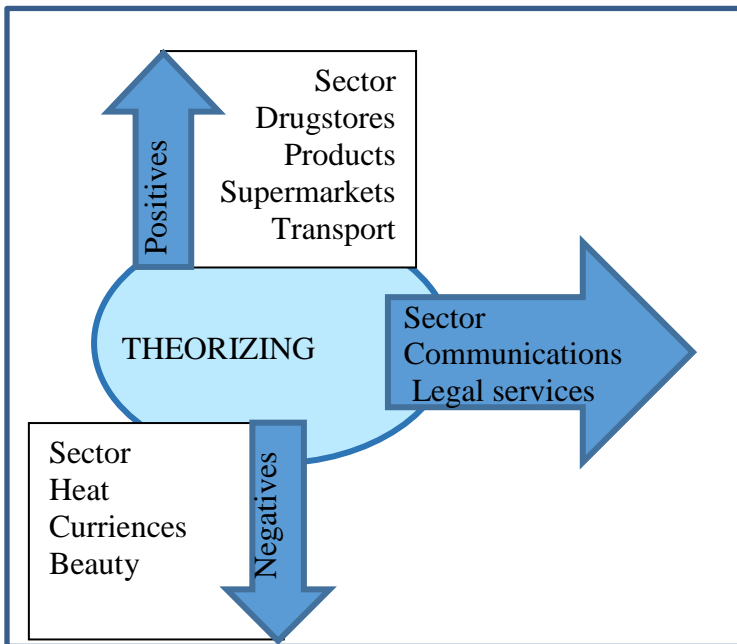 Sector
Drugstores
Products
Supermarkets
Transport
Positives
THEORIZING
Sector
Communications
Legal services
Sector
Heat
Curriences
Beauty
Negatives